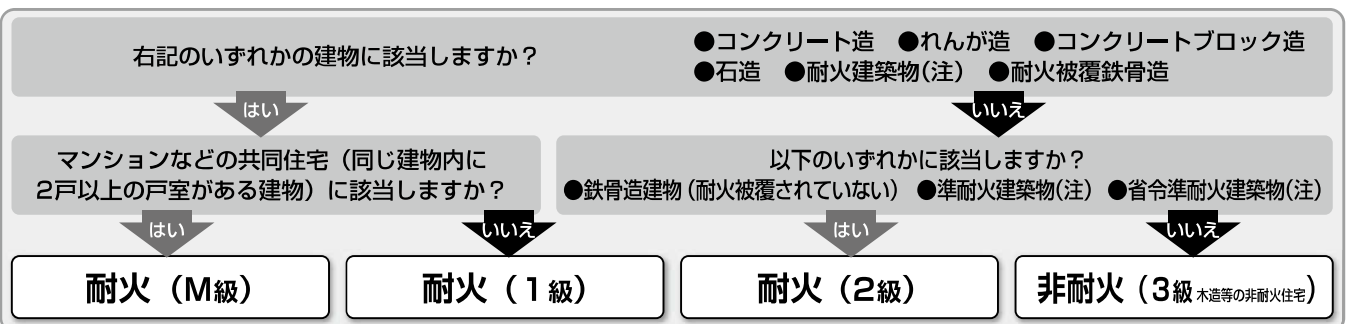 右記のいずれかの建物に該当しますか？
●コンクリート造　●れんが造　●コンクリートブロック造
●石造　●耐火建築物(注)　●耐火被覆鉄骨造
はい
いいえ
マンションなどの共同住宅（同じ建物内に
2戸以上の戸室がある建物）に該当しますか？
以下のいずれかに該当しますか？
●鉄骨造建物（耐火被覆されていない）　●準耐火建築物(注)　●省令準耐火建築物(注)
はい
いいえ
はい
いいえ
耐火（M級）
耐火（1級）
耐火（2級）
非耐火（3級 木造等の非耐火住宅）